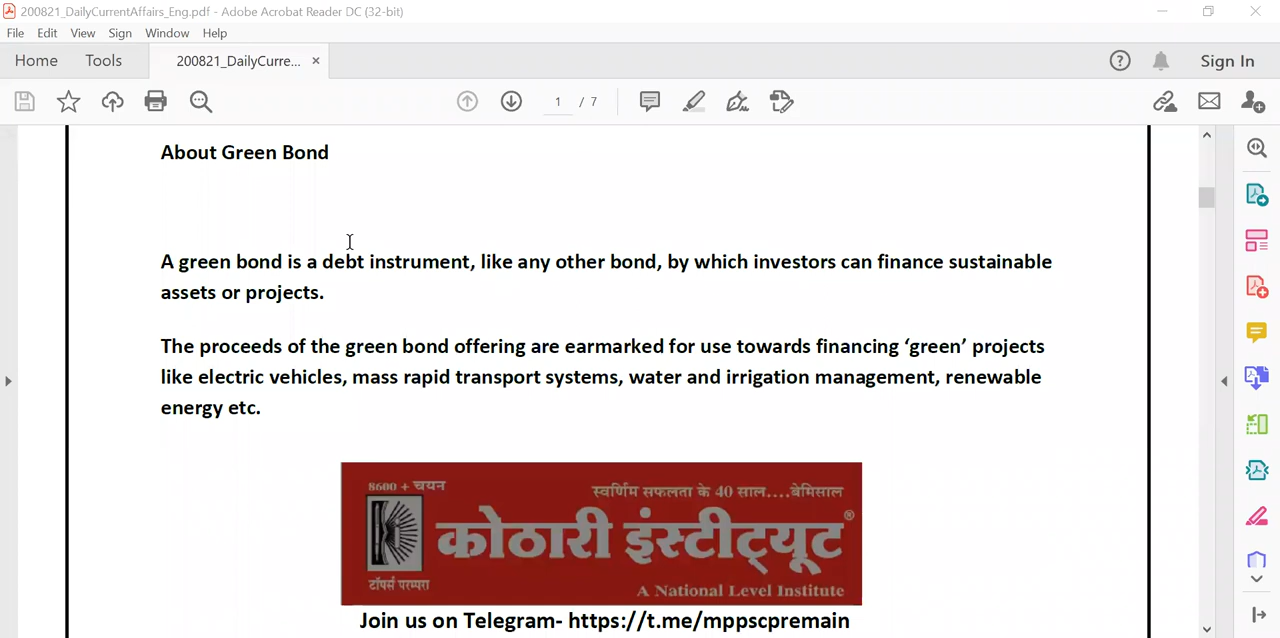 200821_DailyCurrentAffairs_Eng.pdf - Adobe Acrobat Reader DC (32-bit)
File Edit View Sign Window Help
Home Tools 200821_DailyCurre... × Sign In
1 / 7
About Green Bond
A green bond is a debt instrument, like any other bond, by which investors can finance sustainable
assets or projects.
The proceeds of the green bond offering are earmarked for use towards financing ‘green’ projects
like electric vehicles, mass rapid transport systems, water and irrigation management, renewable
energy etc.
8600 + चयन स्वर्णिम सफलता के 40 साल....बेमिसाल
कोठारी इंस्टीट्यूट®
टॉपर्स परम्परा A National Level Institute
Join us on Telegram- https://t.me/mppscpremain